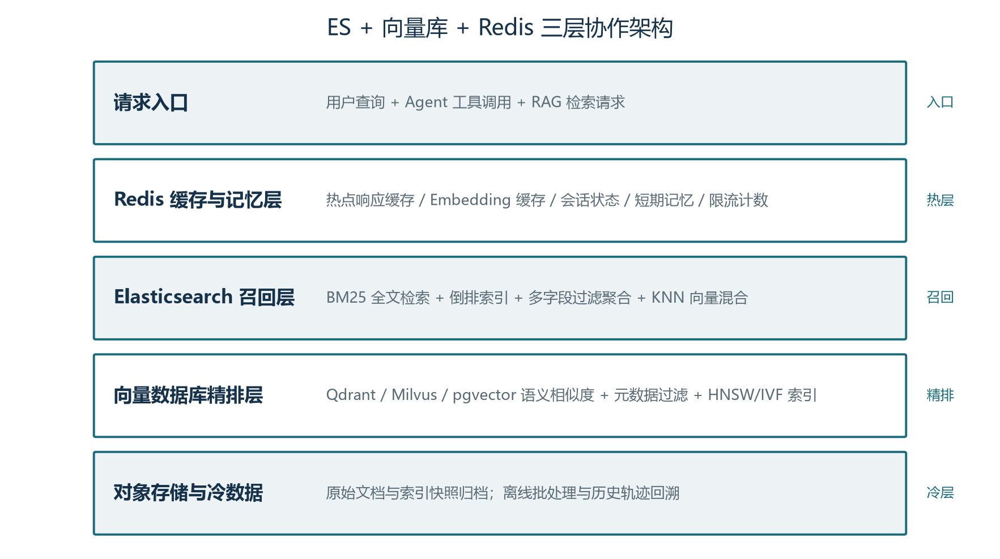 ES + 向量库 + Redis 三层协作架构
请求入口 用户查询 + Agent 工具调用 + RAG 检索请求 入口
Redis 缓存与记忆层 热点响应缓存 / Embedding 缓存 / 会话状态 / 短期记忆 / 限流计数 热层
Elasticsearch 召回层 BM25 全文检索 + 倒排索引 + 多字段过滤聚合 + KNN 向量混合 召回
向量数据库精排层 Qdrant / Milvus / pgvector 语义相似度 + 元数据过滤 + HNSW/IVF 索引 精排
对象存储与冷数据 原始文档与索引快照归档；离线批处理与历史轨迹回溯 冷层